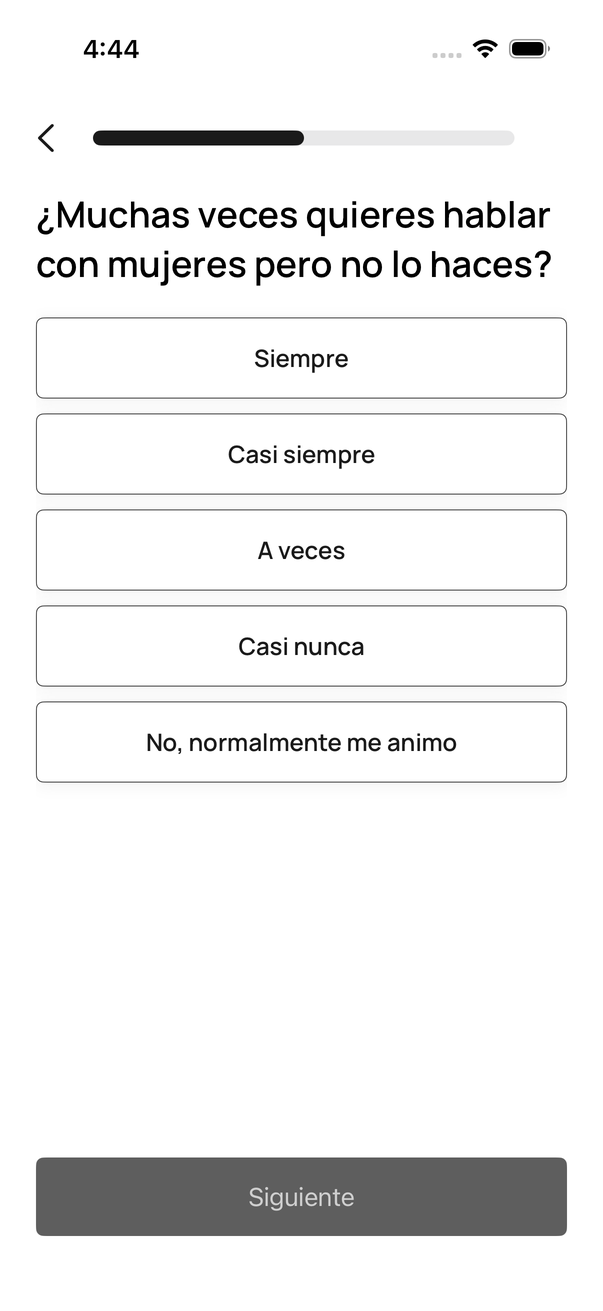 4:44
¿Muchas veces quieres hablar
con mujeres pero no lo haces?
Siempre
Casi siempre
A veces
Casi nunca
No, normalmente me animo
Siguiente